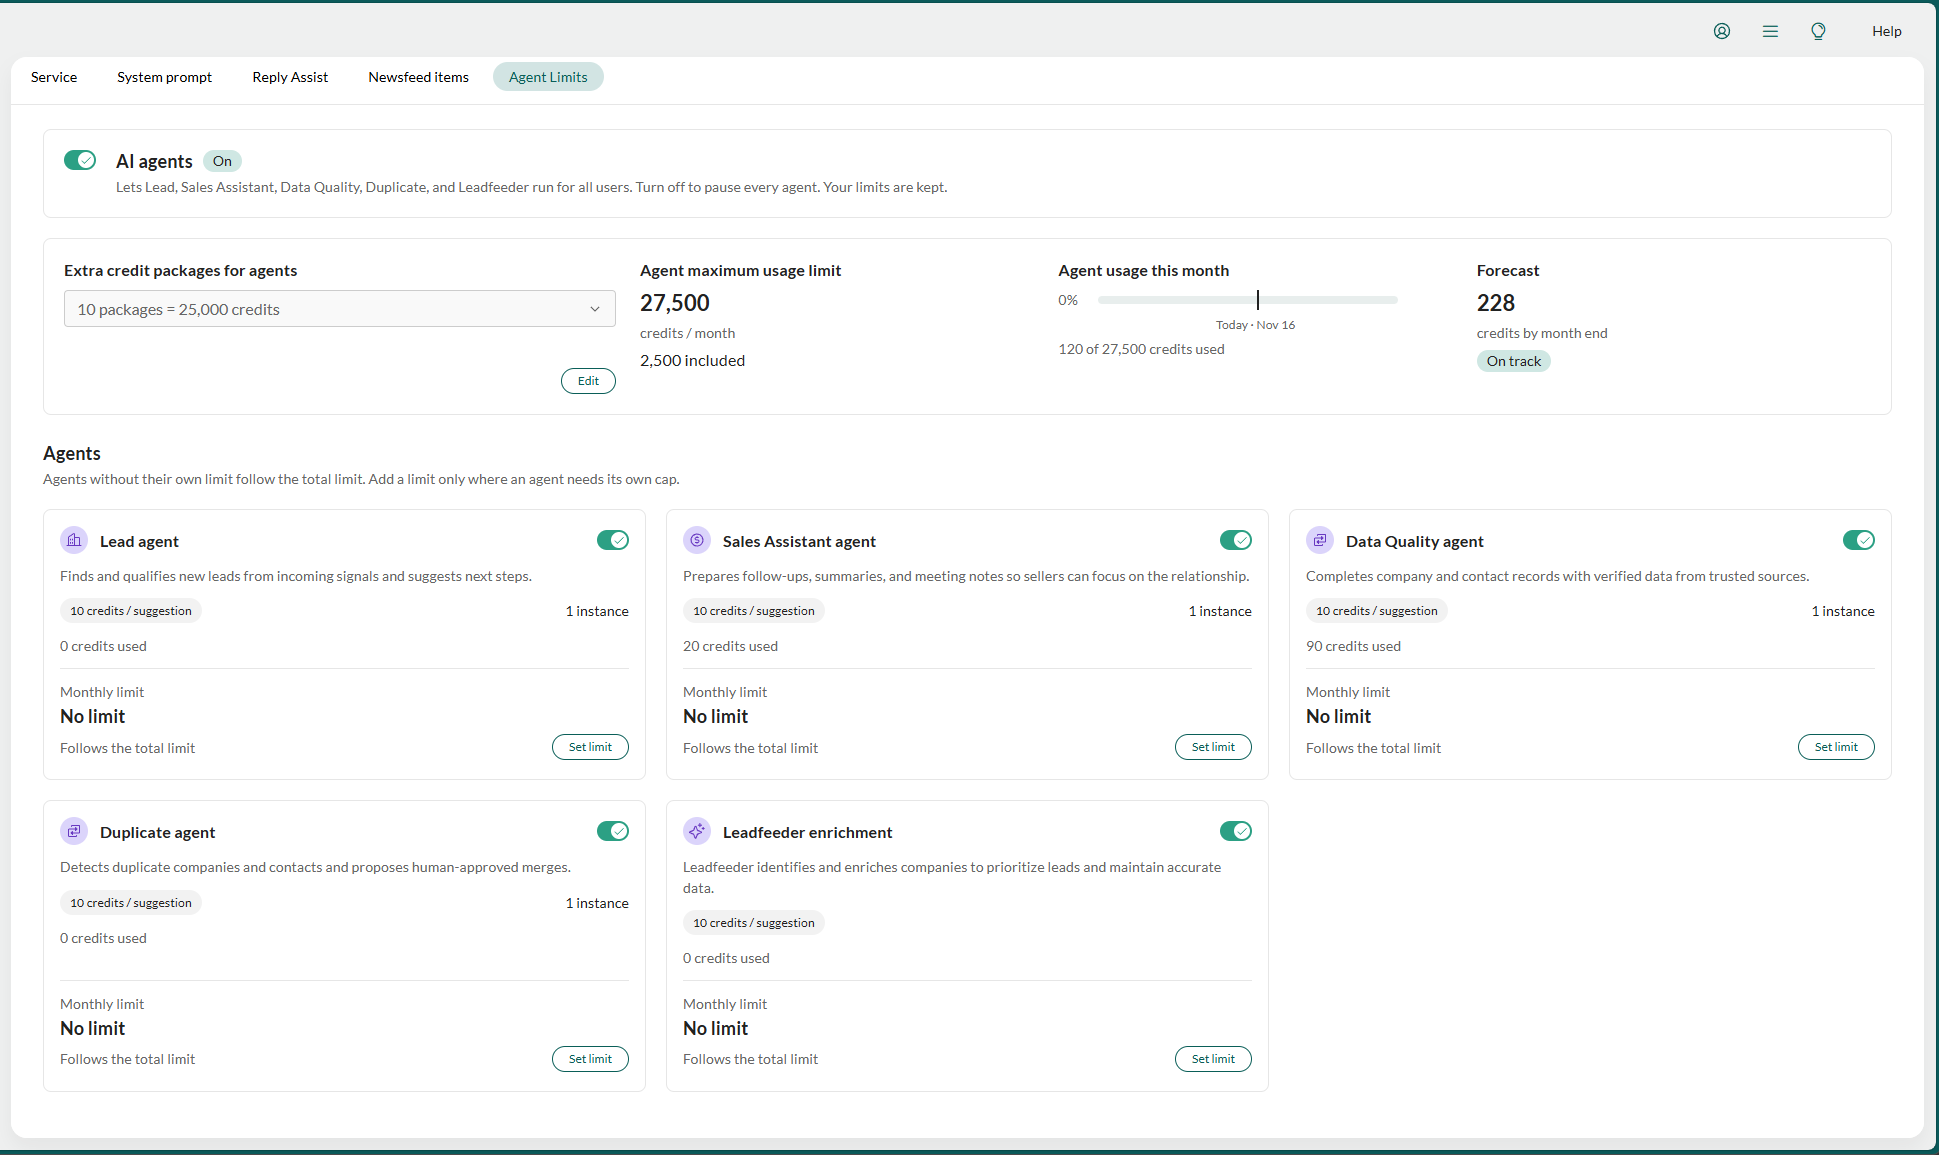 Help
Service
System prompt
Reply Assist
Newsfeed items
Agent Limits
AI agents
On
Lets Lead, Sales Assistant, Data Quality, Duplicate, and Leadfeeder run for all users. Turn off to pause every agent. Your limits are kept.
Extra credit packages for agents
10 packages = 25,000 credits
Edit
Agent maximum usage limit
27,500
credits / month
2,500 included
Agent usage this month
0%
Today · Nov 16
120 of 27,500 credits used
Forecast
228
credits by month end
On track
Agents
Agents without their own limit follow the total limit. Add a limit only where an agent needs its own cap.
Lead agent
Finds and qualifies new leads from incoming signals and suggests next steps.
10 credits / suggestion
1 instance
0 credits used
Monthly limit
No limit
Follows the total limit
Set limit
Sales Assistant agent
Prepares follow-ups, summaries, and meeting notes so sellers can focus on the relationship.
10 credits / suggestion
1 instance
20 credits used
Monthly limit
No limit
Follows the total limit
Set limit
Data Quality agent
Completes company and contact records with verified data from trusted sources.
10 credits / suggestion
1 instance
90 credits used
Monthly limit
No limit
Follows the total limit
Set limit
Duplicate agent
Detects duplicate companies and contacts and proposes human-approved merges.
10 credits / suggestion
1 instance
0 credits used
Monthly limit
No limit
Follows the total limit
Set limit
Leadfeeder enrichment
Leadfeeder identifies and enriches companies to prioritize leads and maintain accurate
data.
10 credits / suggestion
0 credits used
Monthly limit
No limit
Follows the total limit
Set limit